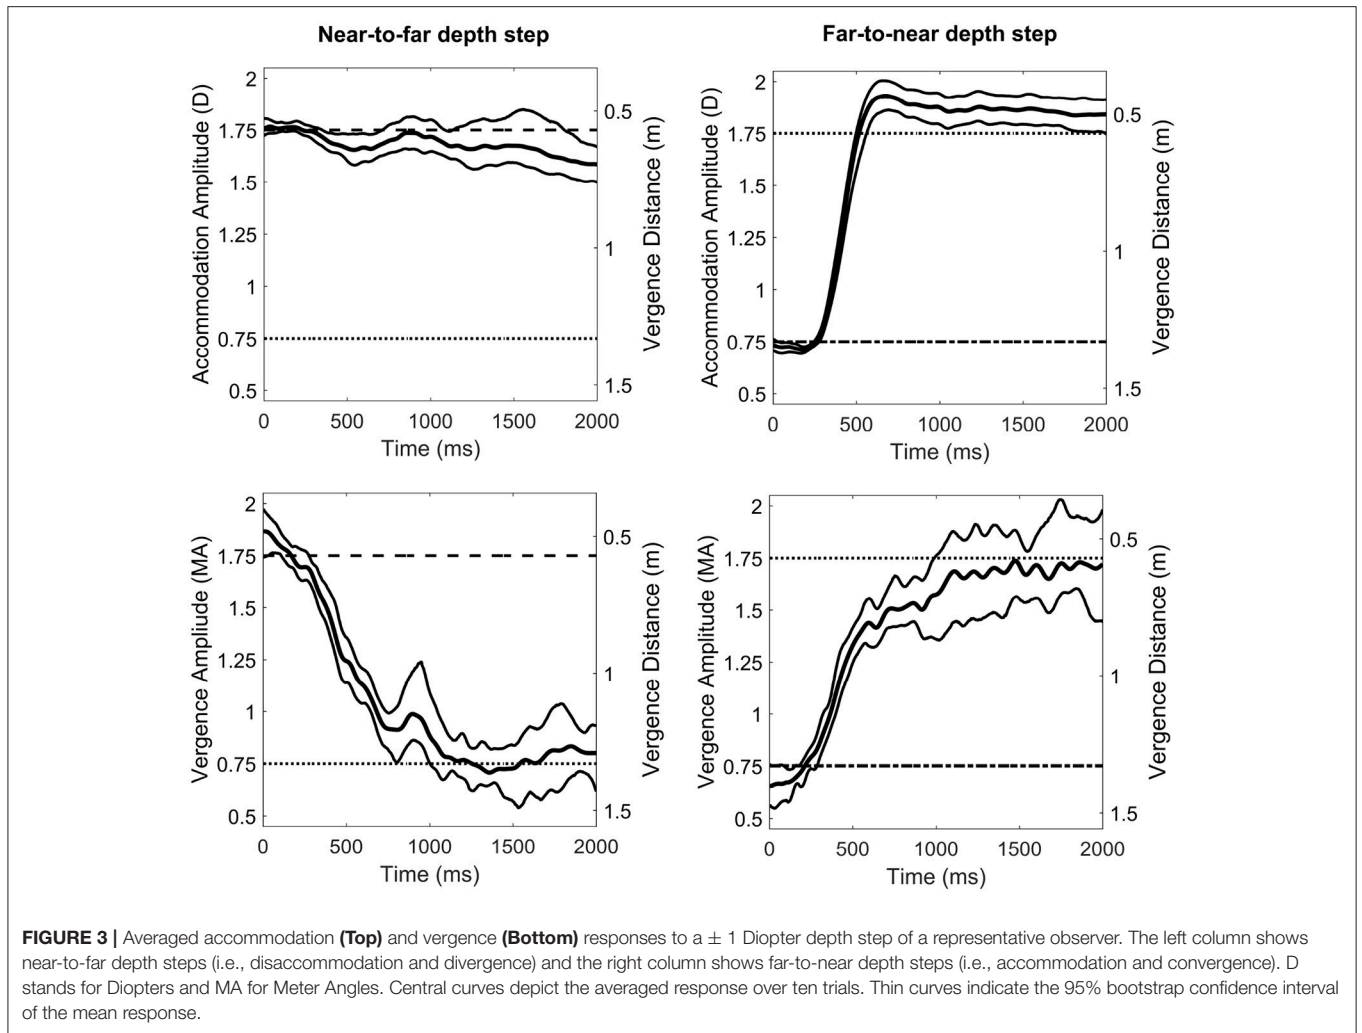 Near-to-far depth step
Far-to-near depth step
Accommodation Amplitude (D)
2
1.75
1.5
1.25
1
0.75
0.5
0.5
1
1.5
Vergence Distance (m)
0 500 1000 1500 2000
Time (ms)
Accommodation Amplitude (D)
2
1.75
1.5
1.25
1
0.75
0.5
0.5
1
1.5
Vergence Distance (m)
0 500 1000 1500 2000
Time (ms)
Vergence Ampliude (MA)
2
1.75
1.5
1.25
1
0.75
0.5
0.5
1
1.5
Vergence Distance (m)
0 500 1000 1500 2000
Time (ms)
Vergence Amplitude (MA)
2
1.75
1.5
1.25
1
0.75
0.5
0.5
1
1.5
Vergence Distance (m)
0 500 1000 1500 2000
Time (ms)
FIGURE 3 | Averaged accommodation (Top) and vergence (Bottom) responses to a ± 1 Diopter depth step of a representative observer. The left column shows
near-to-far depth steps (i.e., disaccommodation and divergence) and the right column shows far-to-near depth steps (i.e., accommodation and convergence). D
stands for Diopters and MA for Meter Angles. Central curves depict the averaged response over ten trials. Thin curves indicate the 95% bootstrap confidence interval
of the mean response.